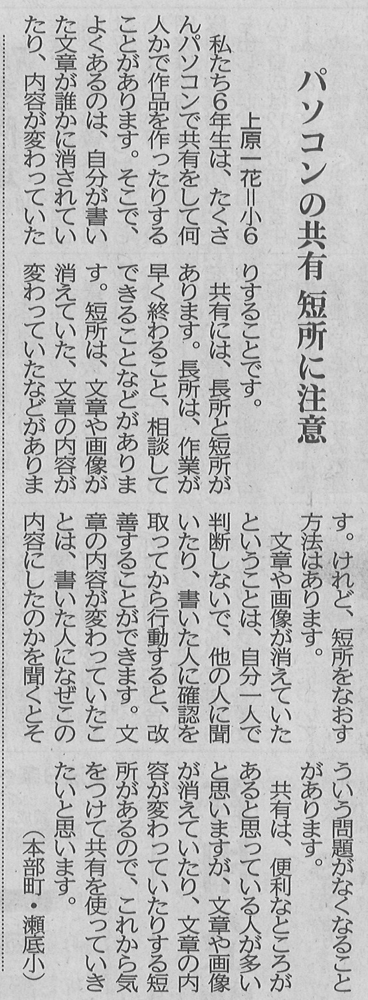 パソコンの共有 短所に注意
上原一花＝小6
私たち6年生は、たくさ
んパソコンで共有をして何
人かで作品を作ったりする
ことがあります。そこで、
よくあるのは、自分が書い
た文章が誰かに消されてい
たり、内容が変わっていた
りすることです。
共有には、長所と短所が
あります。長所は、作業が
早く終わること、相談して
できることなどがありま
す。短所は、文章や画像が
消えていた、文章の内容が
変わっていたなどがありま
す。けれど、短所をなおす
方法はあります。
文章や画像が消えていた
ということは、自分一人で
判断しないで、他の人に聞
いたり、書いた人に確認を
取ってから行動すると、改
善することができます。文
章の内容が変わっていたこ
とは、書いた人になぜこの
内容にしたのかを聞くとそ
ういう問題がなくなること
があります。
共有は、便利なところが
あると思っている人が多い
と思いますが、文章や画像
が消えていたり、文章の内
容が変わっていたりする短
所があるので、これから気
をつけて共有を使っていき
たいと思います。
（本部町・瀬底小）